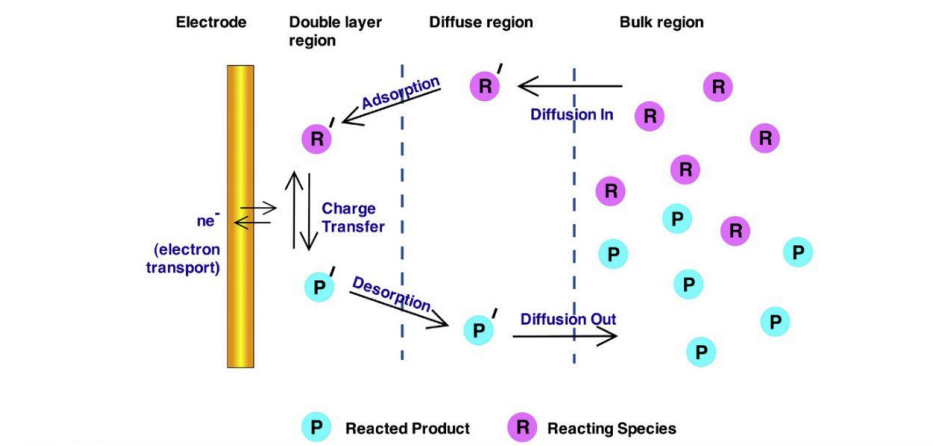 Electrode
Double layer
region
Diffuse region
Bulk region
Adsorption
R′
Diffusion In
R
R
R
R
R
R
R′
Charge
Transfer
ne-
(electron
transport)
P′
Desorption
P′
Diffusion Out
P
P
P
P
P
P
P Reacted Product
R Reacting Species